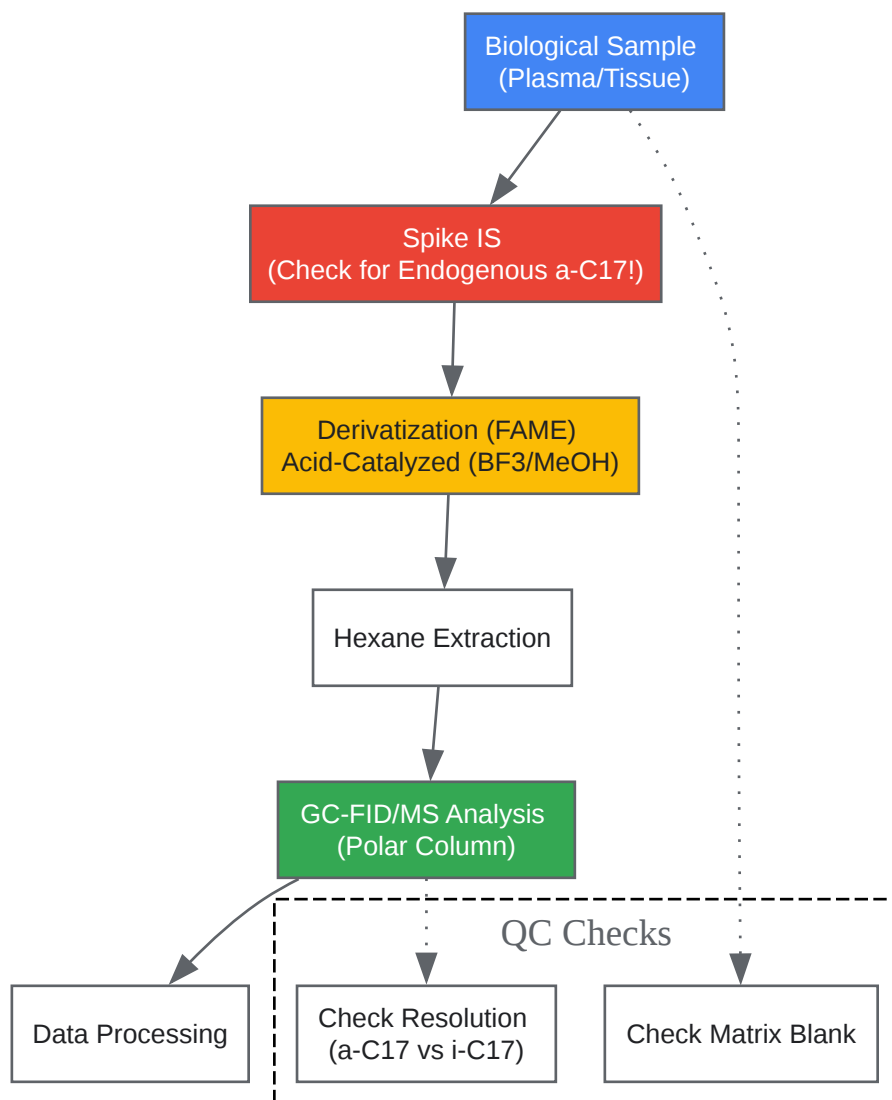 Biological Sample
(Plasma/Tissue)
Spike IS
(Check for Endogenous a-C17!)
Derivatization (FAME)
Acid-Catalyzed (BF3/MeOH)
Hexane Extraction
GC-FID/MS Analysis
(Polar Column)
QC Checks
Data Processing
Check Resolution
(a-C17 vs i-C17)
Check Matrix Blank